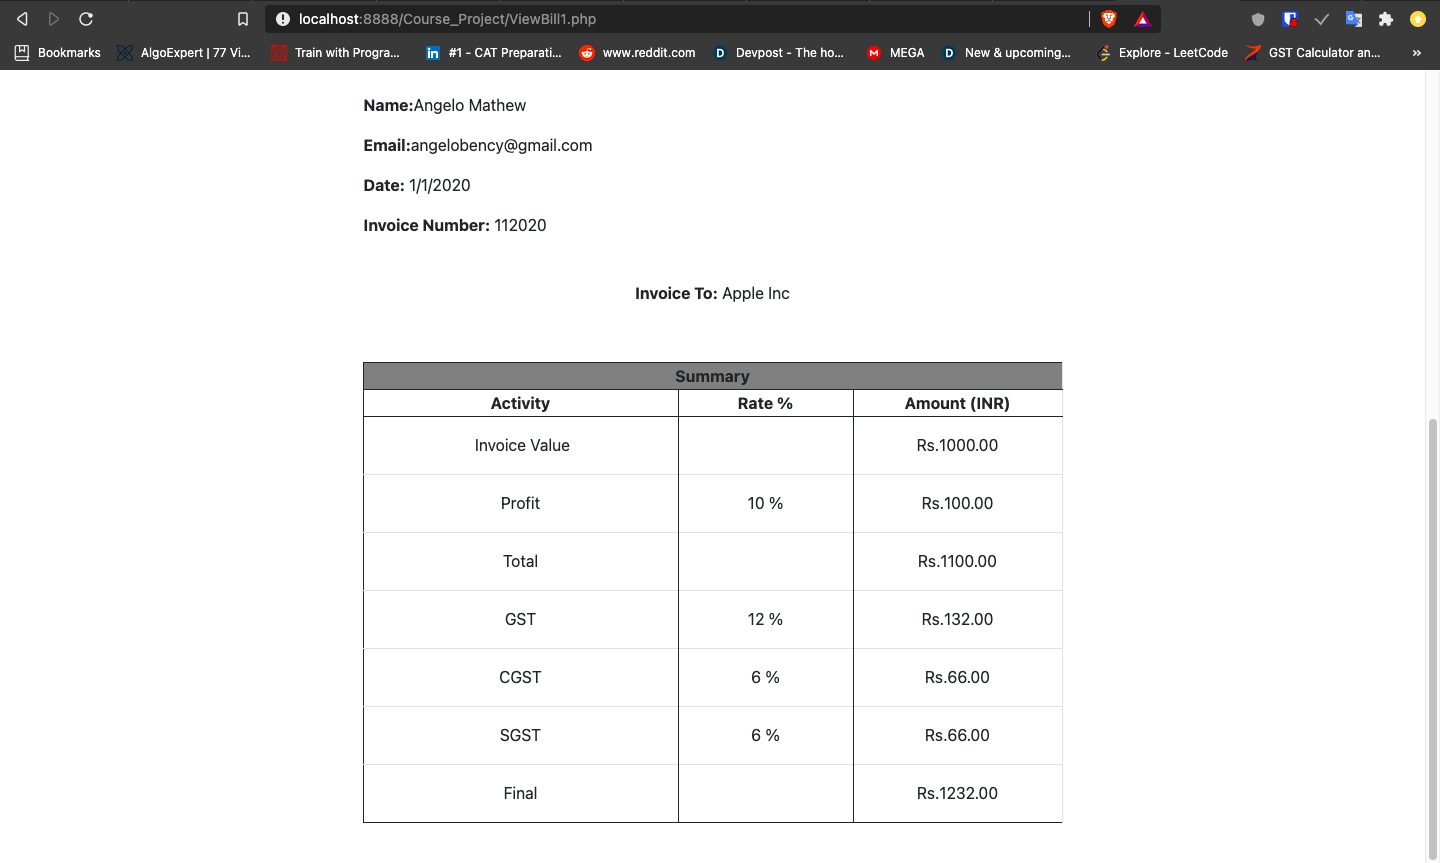 localhost:8888/Course_Project/ViewBill1.php
Bookmarks AlgoExpert | 77 Vi... Train with Progra... in #1 - CAT Preparati... www.reddit.com D Devpost - The ho... M MEGA D New & upcoming... Explore - LeetCode GST Calculator an... »
Name:Angelo Mathew
Email:angelobency@gmail.com
Date: 1/1/2020
Invoice Number: 112020
Invoice To: Apple Inc
Summary
Activity Rate % Amount (INR)
Invoice Value Rs.1000.00
Profit 10 % Rs.100.00
Total Rs.1100.00
GST 12 % Rs.132.00
CGST 6 % Rs.66.00
SGST 6 % Rs.66.00
Final Rs.1232.00